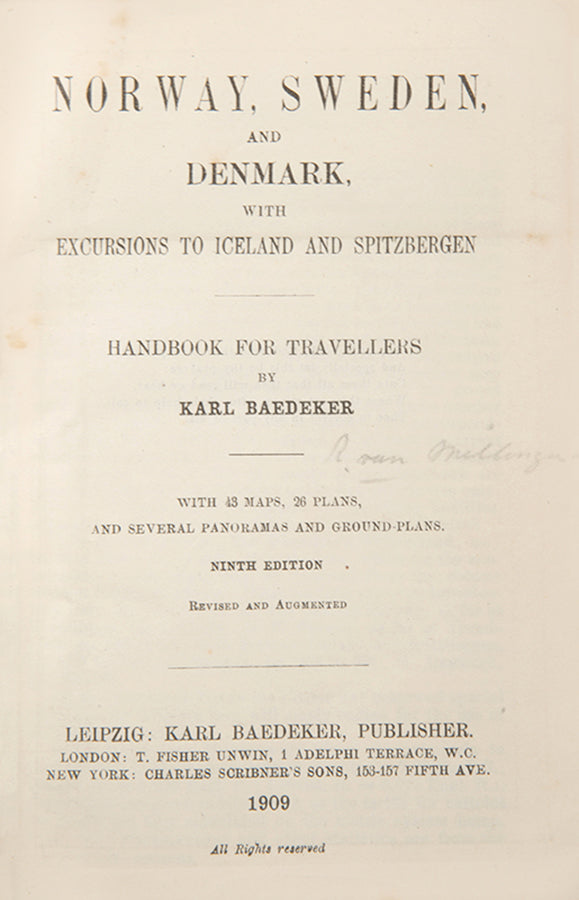 NORWAY, SWEDEN,
AND
DENMARK,
WITH
EXCURSIONS TO ICELAND AND SPITZBERGEN
HANDBOOK FOR TRAVELLERS
BY
KARL BAEDEKER
R. van Millingen
WITH 43 MAPS, 26 PLANS,
AND SEVERAL PANORAMAS AND GROUND-PLANS.
NINTH EDITION
REVISED AND AUGMENTED
LEIPZIG: KARL BAEDEKER, PUBLISHER.
LONDON: T. FISHER UNWIN, 1 ADELPHI TERRACE, W.C.
NEW YORK: CHARLES SCRIBNER'S SONS, 153-157 FIFTH AVE.
1909
All Rights reserved